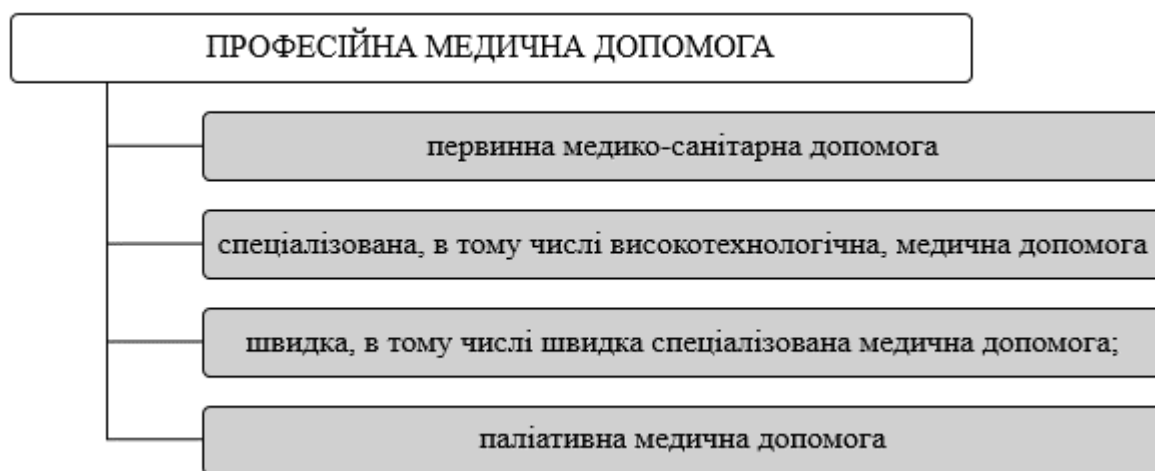 ПРОФЕСІЙНА МЕДИЧНА ДОПОМОГА
первинна медико-санітарна допомога
спеціалізована, в тому числі високотехнологічна, медична допомога
швидка, в тому числі швидка спеціалізована медична допомога;
паліативна медична допомога